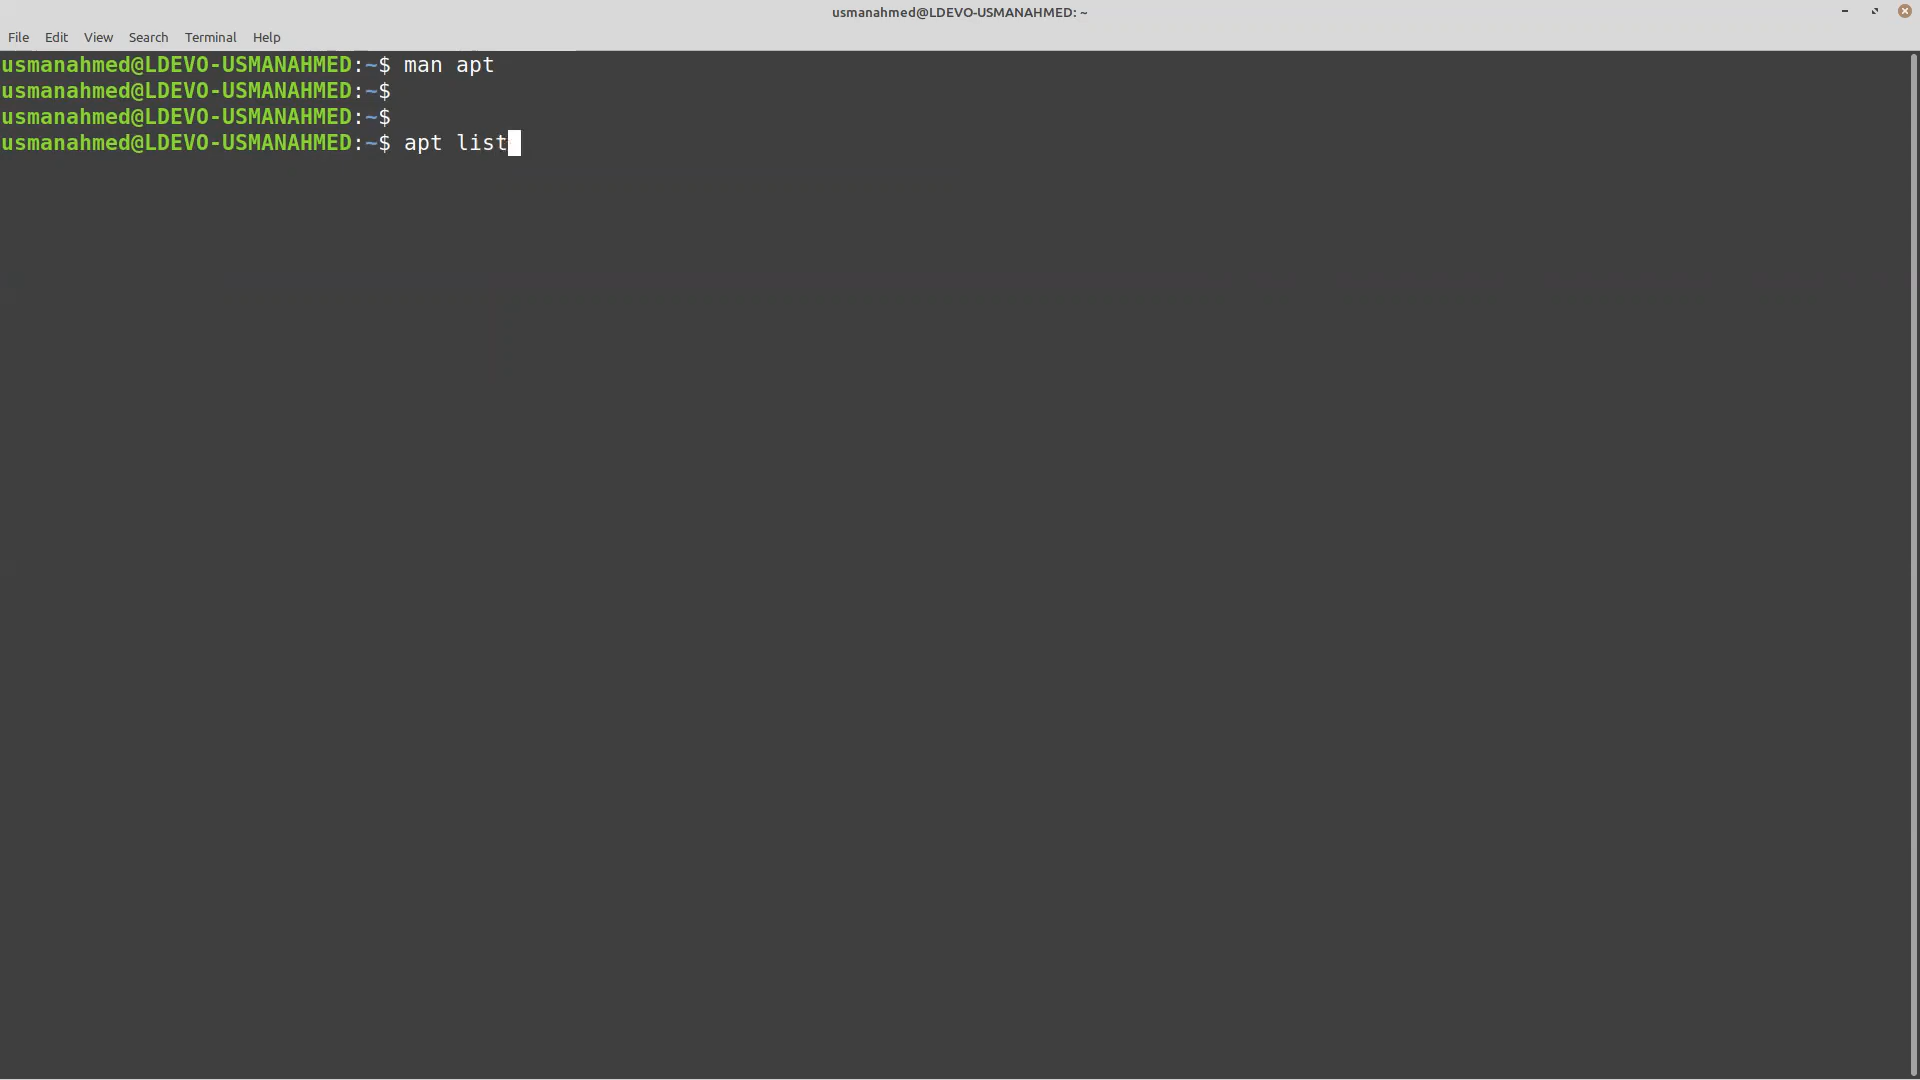 usmanahmed@LDEVO-USMANAHMED: ~
File Edit View Search Terminal Help
usmanahmed@LDEVO-USMANAHMED:~$ man apt
usmanahmed@LDEVO-USMANAHMED:~$
usmanahmed@LDEVO-USMANAHMED:~$
usmanahmed@LDEVO-USMANAHMED:~$ apt list